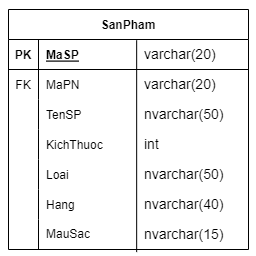 SanPham
PK MaSP varchar(20)
FK MaPN varchar(20)
TenSP nvarchar(50)
KichThuoc int
Loai nvarchar(50)
Hang nvarchar(40)
MauSac nvarchar(15)